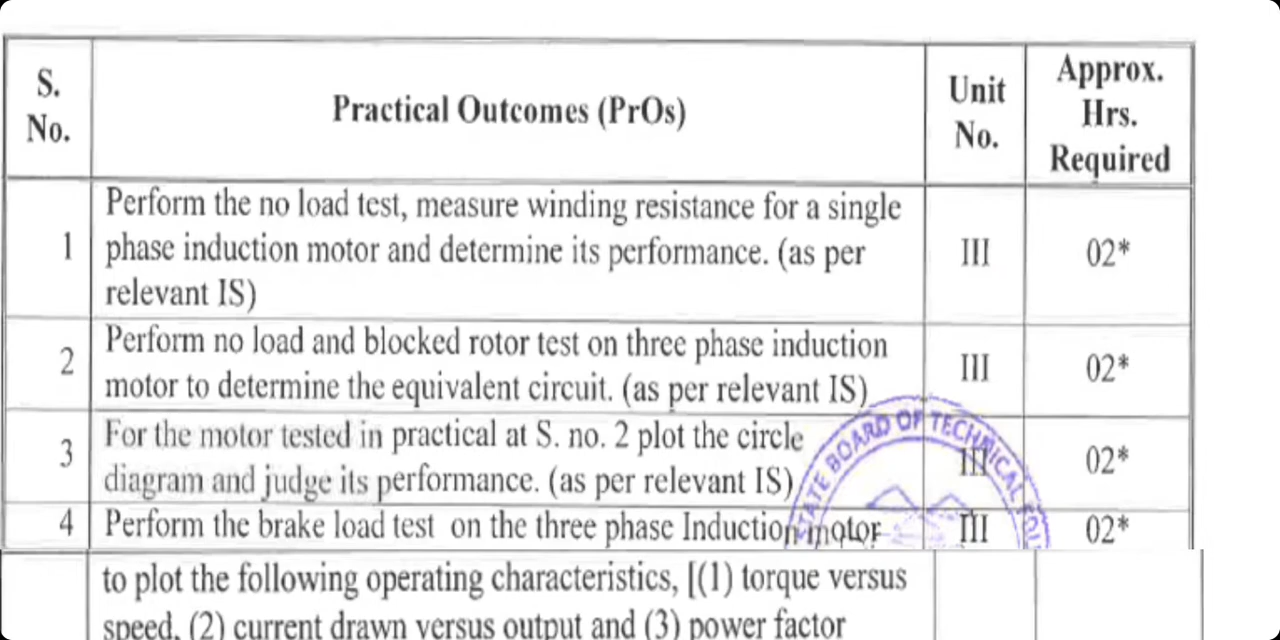 S.
No.
Practical Outcomes (PrOs)
Unit
No.
Approx.
Hrs.
Required
1
Perform the no load test, measure winding resistance for a single
phase induction motor and determine its performance. (as per
relevant IS)
III
02*
2
Perform no load and blocked rotor test on three phase induction
motor to determine the equivalent circuit. (as per relevant IS)
III
02*
3
For the motor tested in practical at S. no. 2 plot the circle
diagram and judge its performance. (as per relevant IS)
III
02*
4
Perform the brake load test on the three phase Induction motor
III
02*
to plot the following operating characteristics, [(1) torque versus
speed, (2) current drawn versus output and (3) power factor
STATE BOARD OF TECHNICAL